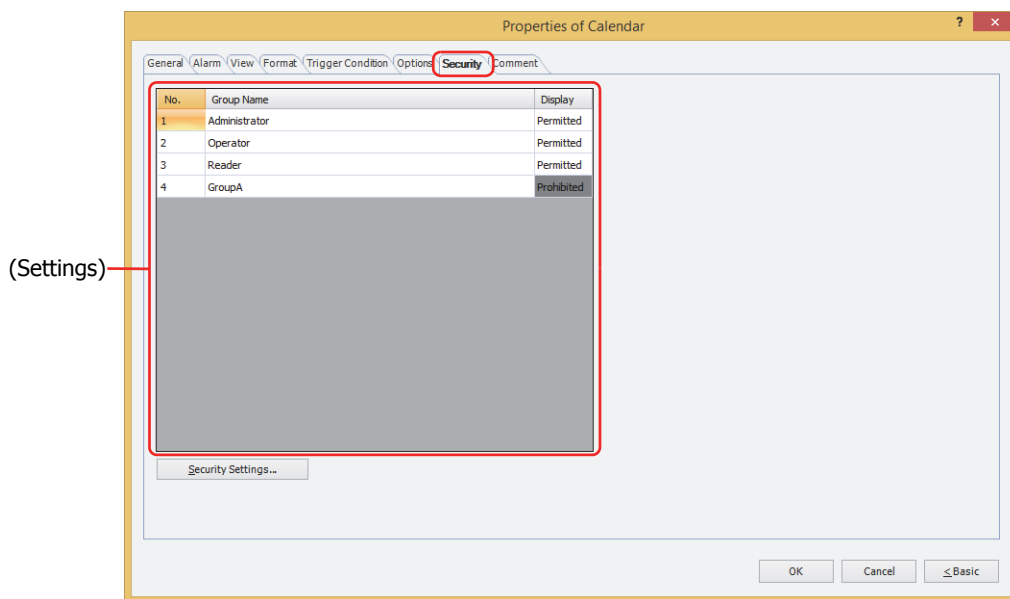 Properties of Calendar ? ×
General Alarm View Format Trigger Condition Options Security Comment
No. Group Name Display
1 Administrator Permitted
2 Operator Permitted
3 Reader Permitted
4 GroupA Prohibited
(Settings)
Security Settings...
OK Cancel < Basic